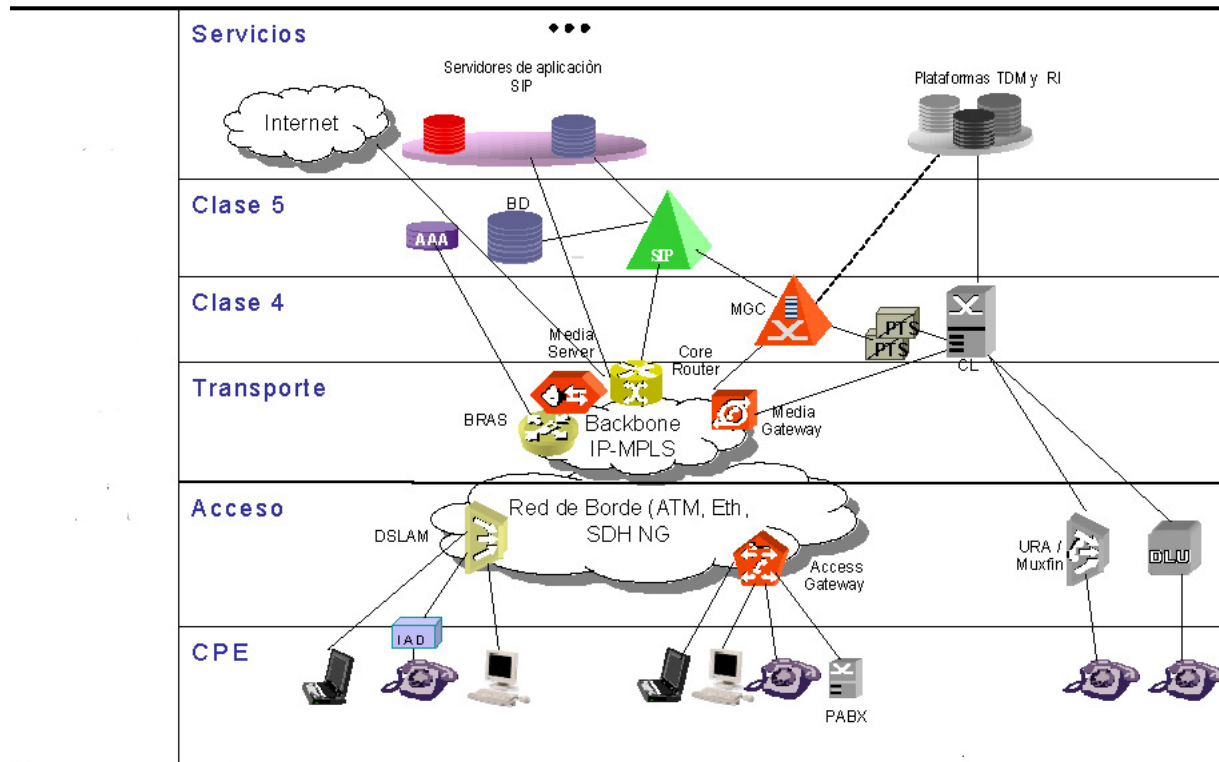 Servicios
Servidores de aplicaciòn
SIP
Plataformas TDM y RI
Internet
Clase 5
BD
AAA
SIP
Clase 4
MGC
PTS
PTS
CL
Media
Server
Core
Router
Transporte
BRAS
Backbone
IP-MPLS
Media
Gateway
Acceso
Red de Borde (ATM, Eth,
SDH NG
DSLAM
Access
Gateway
URA /
Muxfin
DLU
CPE
IAD
PABX